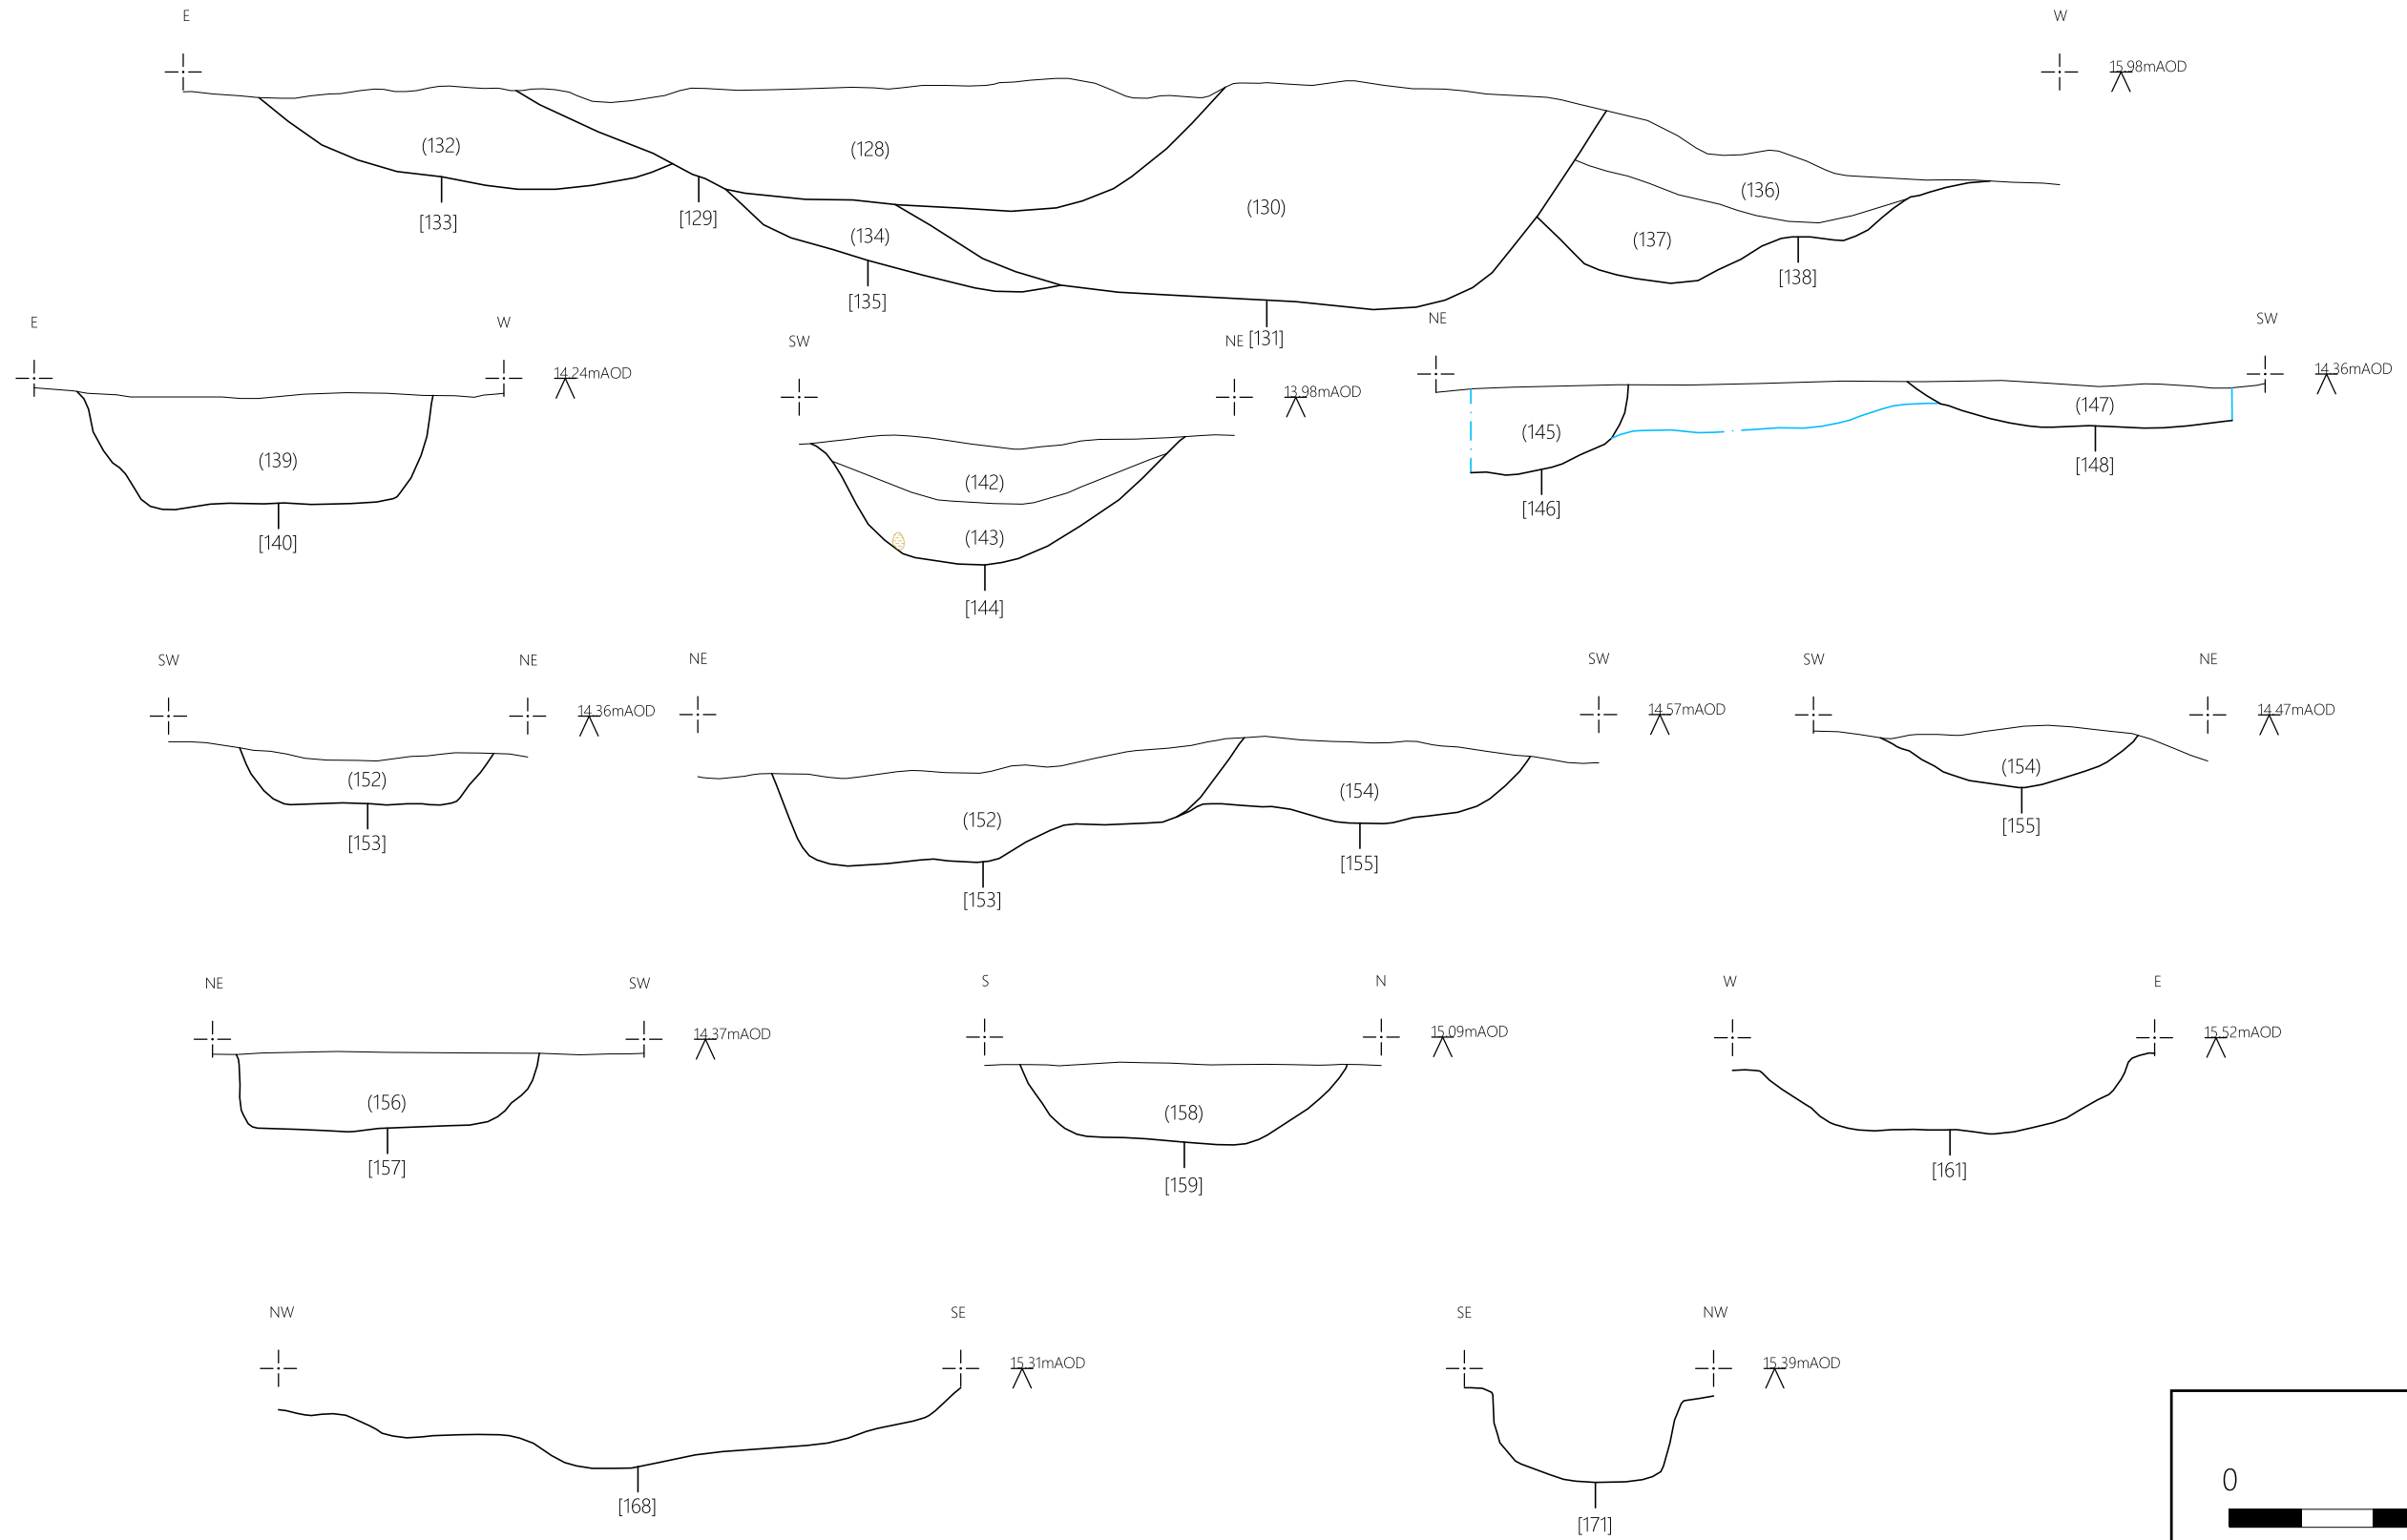 E W
15.98mAOD
(132) (128) (130) (136) (137) (134)
[133] [129] [135] [131] [138]
E W
14.24mAOD
(139)
[140]
SW NE
13.98mAOD
(142)
(143)
[144]
NE SW
14.36mAOD
(145) (147)
[146] [148]
SW NE
14.36mAOD
(152)
[153]
NE SW
14.57mAOD
(152) (154)
[153] [155]
SW NE
14.47mAOD
(154)
[155]
NE SW
14.37mAOD
(156)
[157]
S N
15.09mAOD
(158)
[159]
W E
15.52mAOD
[161]
NW SE
15.31mAOD
[168]
SE NW
15.39mAOD
[171]
0